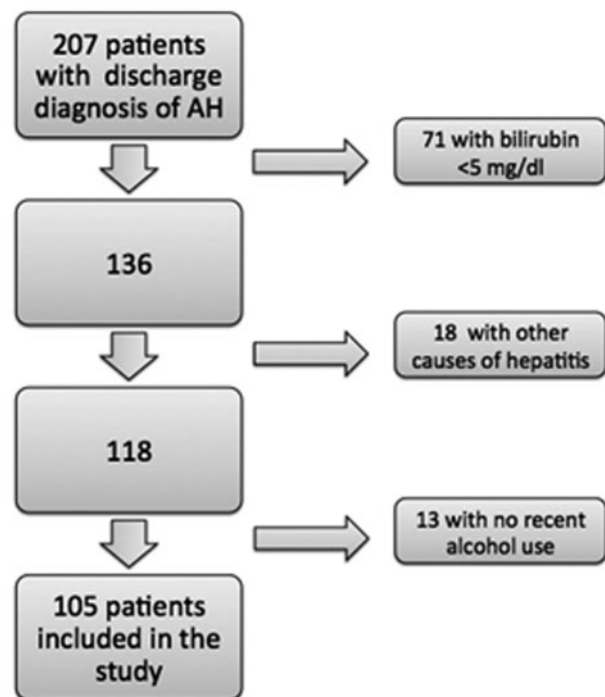 207 patients
with discharge
diagnosis of AH
71 with bilirubin
<5 mg/dl
136
18 with other
causes of hepatitis
118
13 with no recent
alcohol use
105 patients
included in the
study